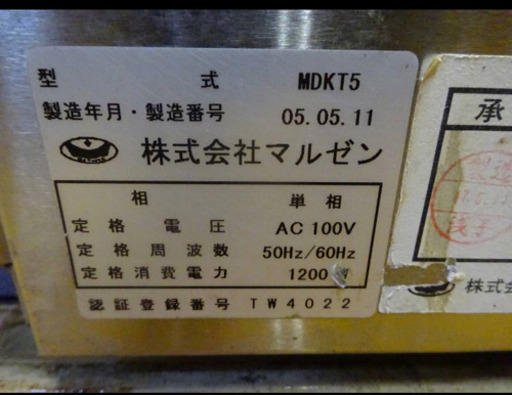 型 式 MDKT5
製造年月・製造番号 05.05.11
株式会社マルゼン
相 単相
定格電圧 AC 100V
定格周波数 50Hz/60Hz
定格消費電力 1200
認証登録番号 TW4022
承
製造
株式